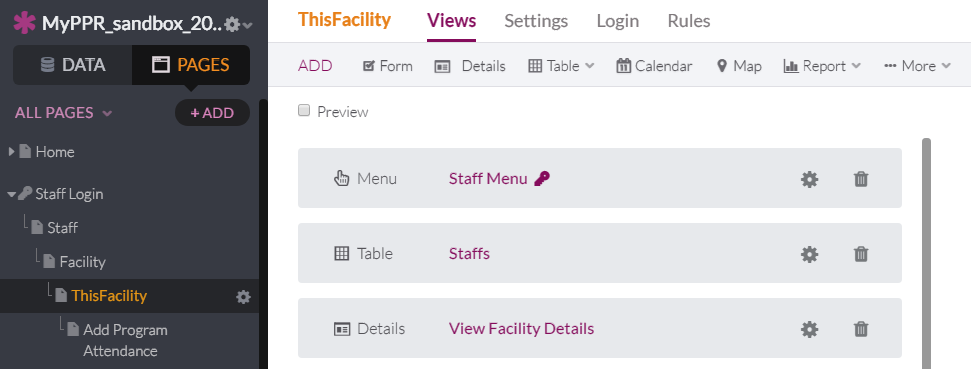 MyPPR_sandbox_20..
DATA
PAGES
ALL PAGES
+ ADD
Home
Staff Login
Staff
Facility
ThisFacility
Add Program
Attendance
ThisFacility Views Settings Login Rules
ADD Form Details Table Calendar Map Report ••• More
Preview
Menu Staff Menu
Table Staffs
Details View Facility Details